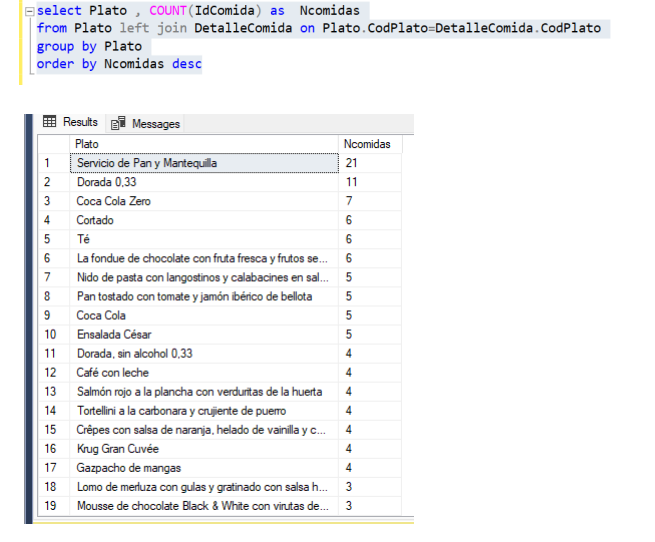 select Plato , COUNT(IdComida) as Ncomidas
from Plato left join DetalleComida on Plato.CodPlato=DetalleComida.CodPlato
group by Plato
order by Ncomidas desc
Results Messages
Plato Ncomidas
1 Servicio de Pan y Mantequilla 21
2 Dorada 0,33 11
3 Coca Cola Zero 7
4 Cortado 6
5 Té 6
6 La fondue de chocolate con fruta fresca y frutos se... 6
7 Nido de pasta con langostinos y calabacines en sal... 5
8 Pan tostado con tomate y jamón ibérico de bellota 5
9 Coca Cola 5
10 Ensalada César 5
11 Dorada, sin alcohol 0,33 4
12 Café con leche 4
13 Salmón rojo a la plancha con verduritas de la huerta 4
14 Tortellini a la carbonara y crujiente de puerro 4
15 Crêpes con salsa de naranja, helado de vainilla y c... 4
16 Krug Gran Cuvée 4
17 Gazpacho de mangas 4
18 Lomo de merluza con gulas y gratinado con salsa h... 3
19 Mousse de chocolate Black & White con virutas de... 3